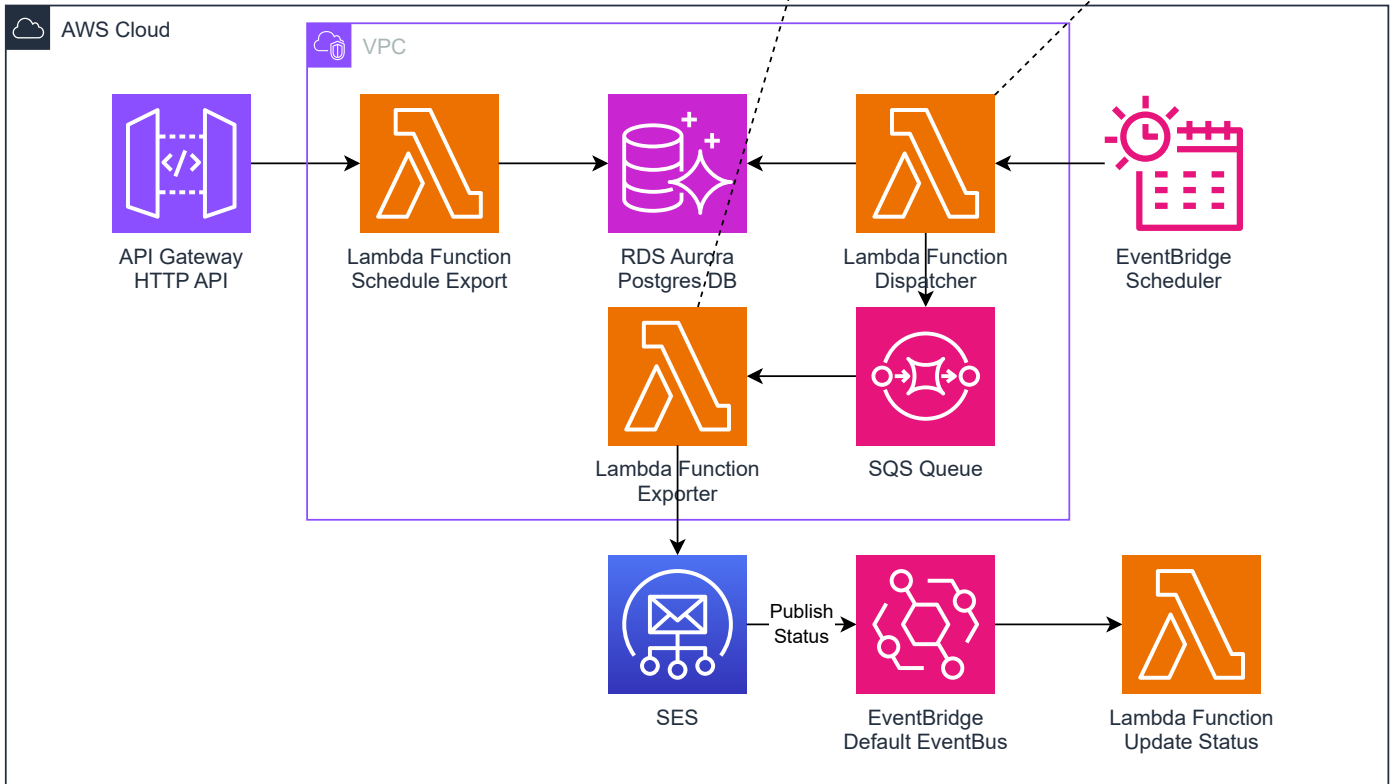 AWS Cloud
VPC
API Gateway
HTTP API
Lambda Function
Schedule Export
RDS Aurora
Postgres DB
Lambda Function
Dispatcher
EventBridge
Scheduler
Lambda Function
Exporter
SQS Queue
Publish
Status
SES
EventBridge
Default EventBus
Lambda Function
Update Status